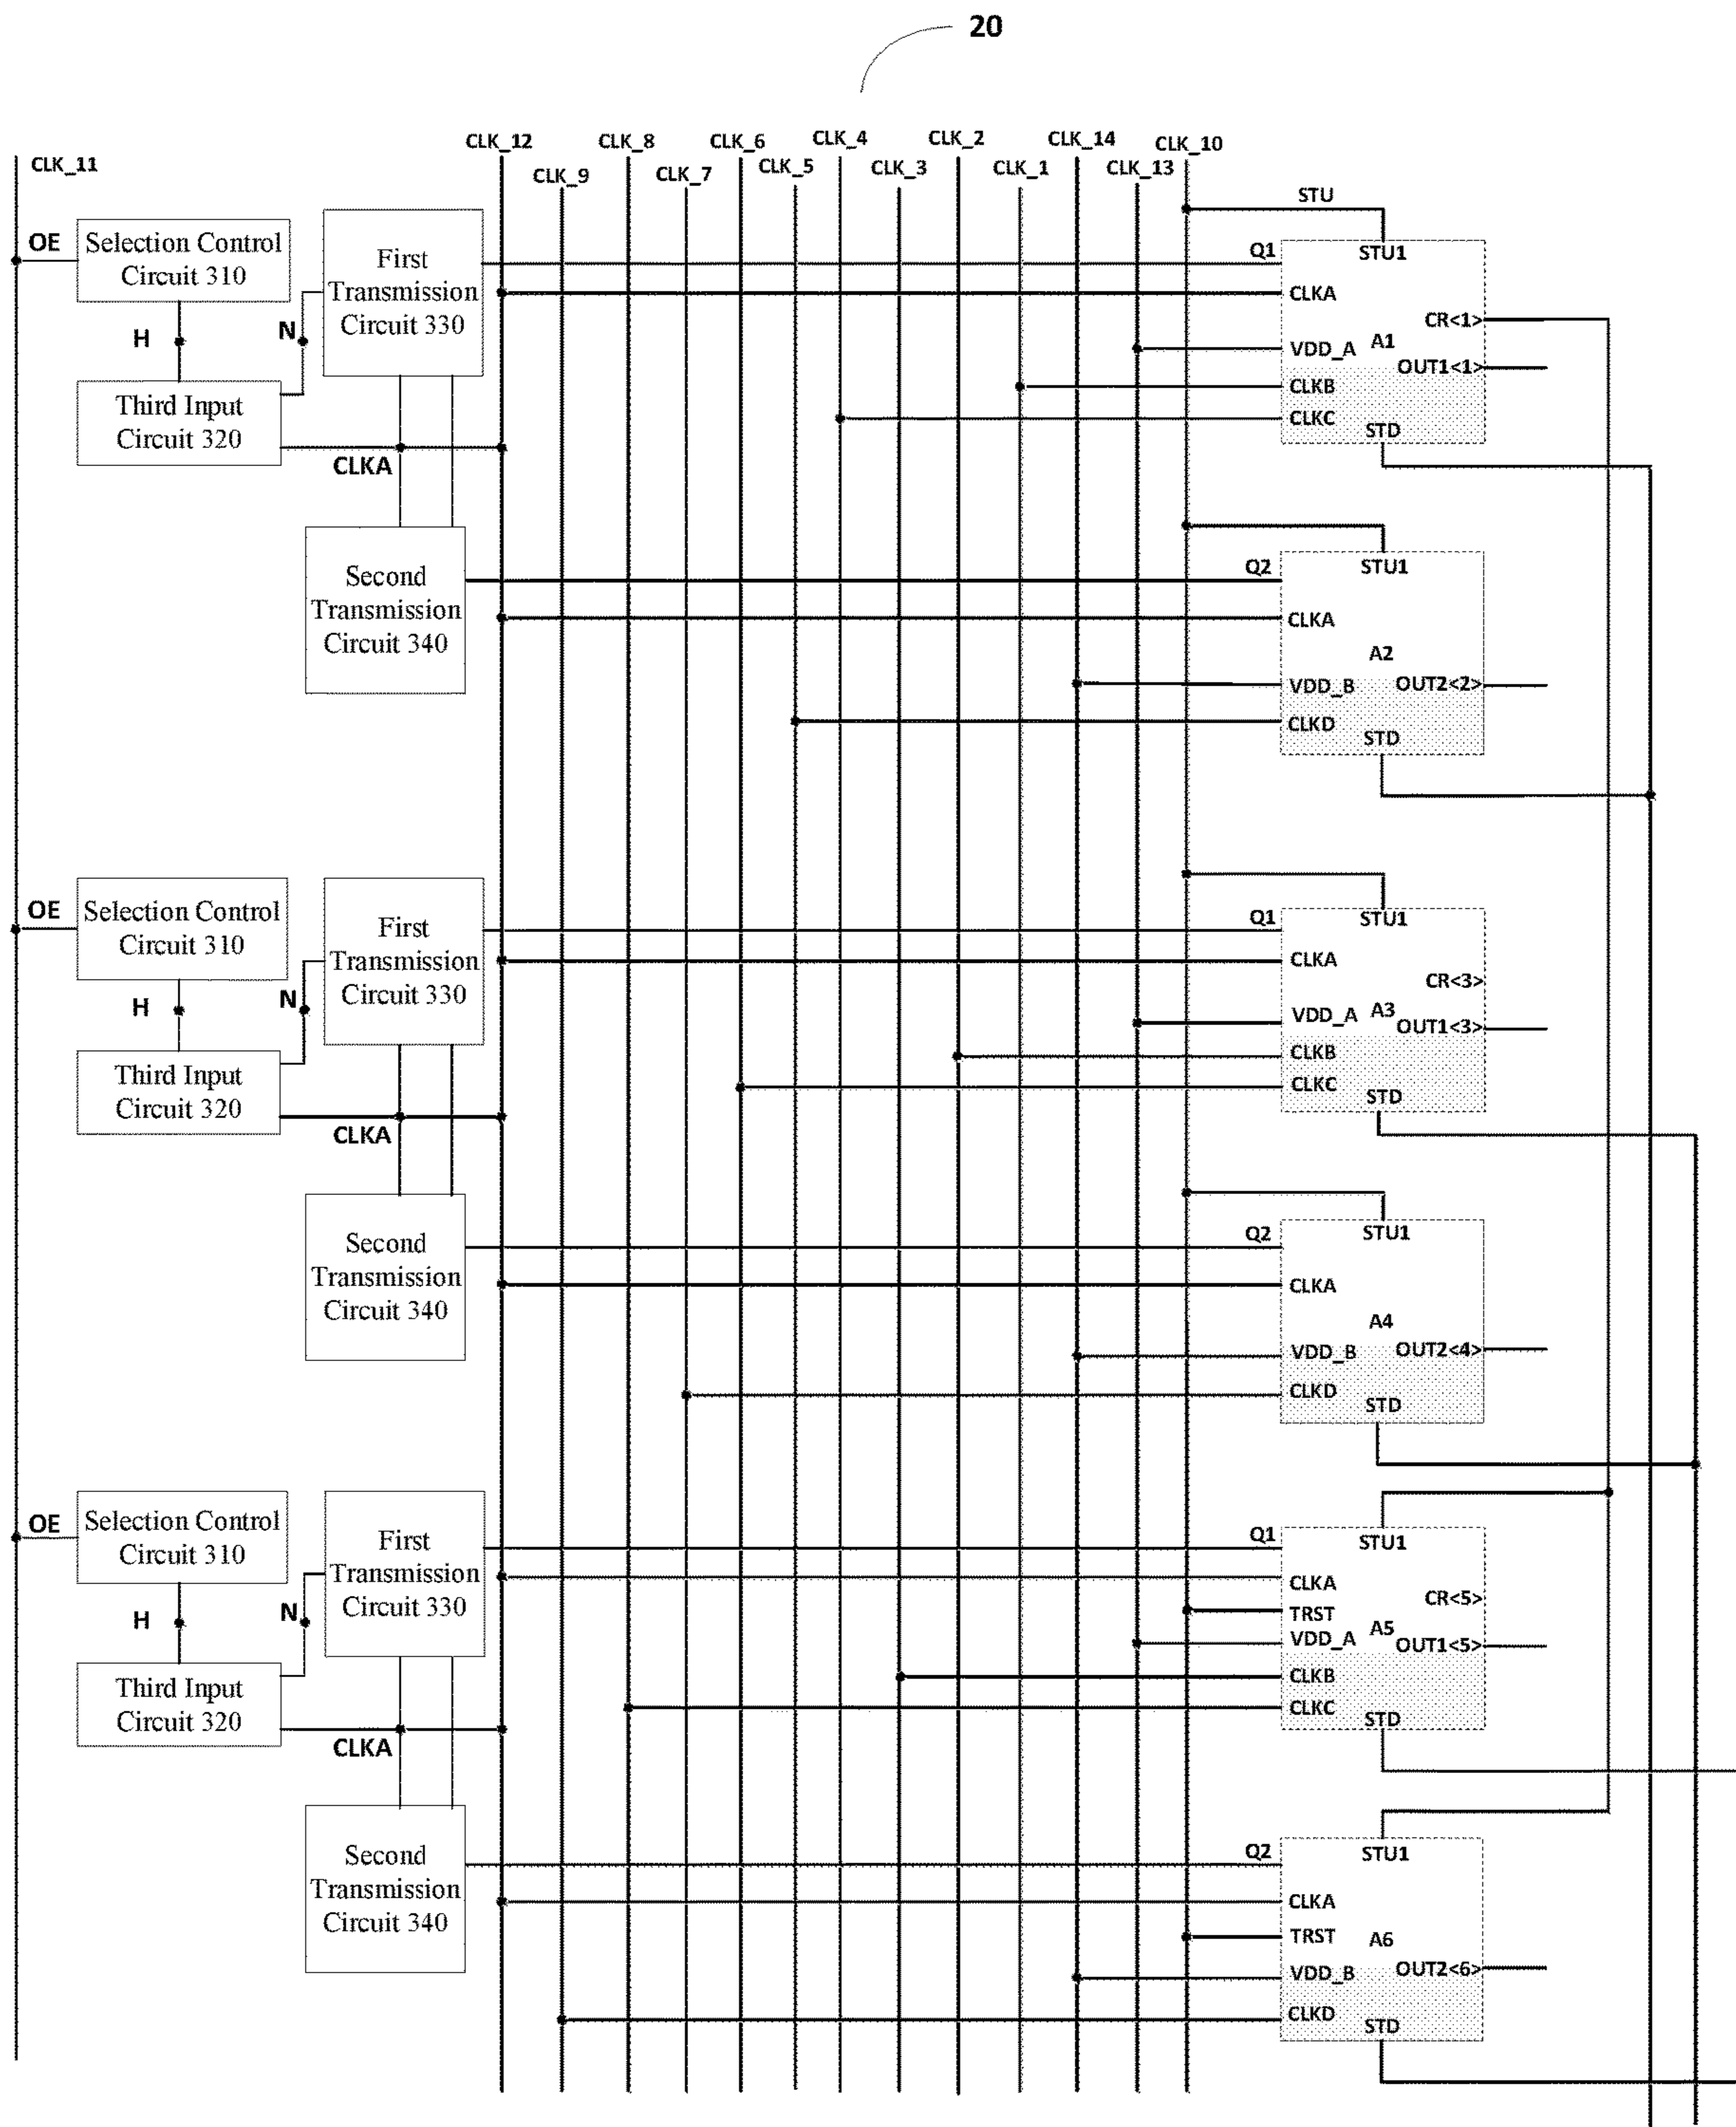 20
CLK_11
CLK_12
CLK_9
CLK_8
CLK_7
CLK_6
CLK_5
CLK_4
CLK_3
CLK_2
CLK_1
CLK_14
CLK_13
CLK_10
STU
OE
Selection Control
Circuit 310
H
N
First
Transmission
Circuit 330
Third Input
Circuit 320
CLKA
Second
Transmission
Circuit 340
Q1
STU1
CLKA
CR<1>
VDD_A
A1
OUT1<1>
CLKB
CLKC
STD
Q2
STU1
CLKA
A2
VDD_B
OUT2<2>
CLKD
STD
OE
Selection Control
Circuit 310
H
N
First
Transmission
Circuit 330
Third Input
Circuit 320
CLKA
Second
Transmission
Circuit 340
Q1
STU1
CLKA
CR<3>
VDD_A
A3
OUT1<3>
CLKB
CLKC
STD
Q2
STU1
CLKA
A4
VDD_B
OUT2<4>
CLKD
STD
OE
Selection Control
Circuit 310
H
N
First
Transmission
Circuit 330
Third Input
Circuit 320
CLKA
Second
Transmission
Circuit 340
Q1
STU1
CLKA
CR<5>
TRST
VDD_A
A5
OUT1<5>
CLKB
CLKC
STD
Q2
STU1
CLKA
TRST
A6
VDD_B
OUT2<6>
CLKD
STD